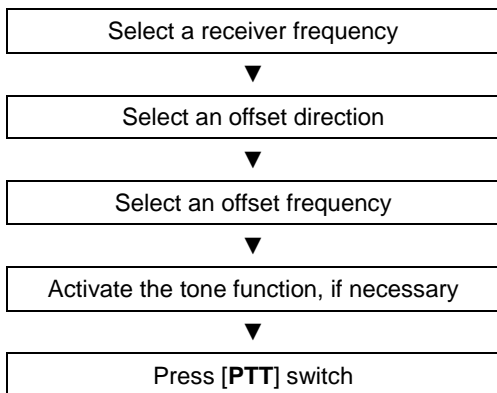 Select a receiver frequency
▼
Select an offset direction
▼
Select an offset frequency
▼
Activate the tone function, if necessary
▼
Press [PTT] switch